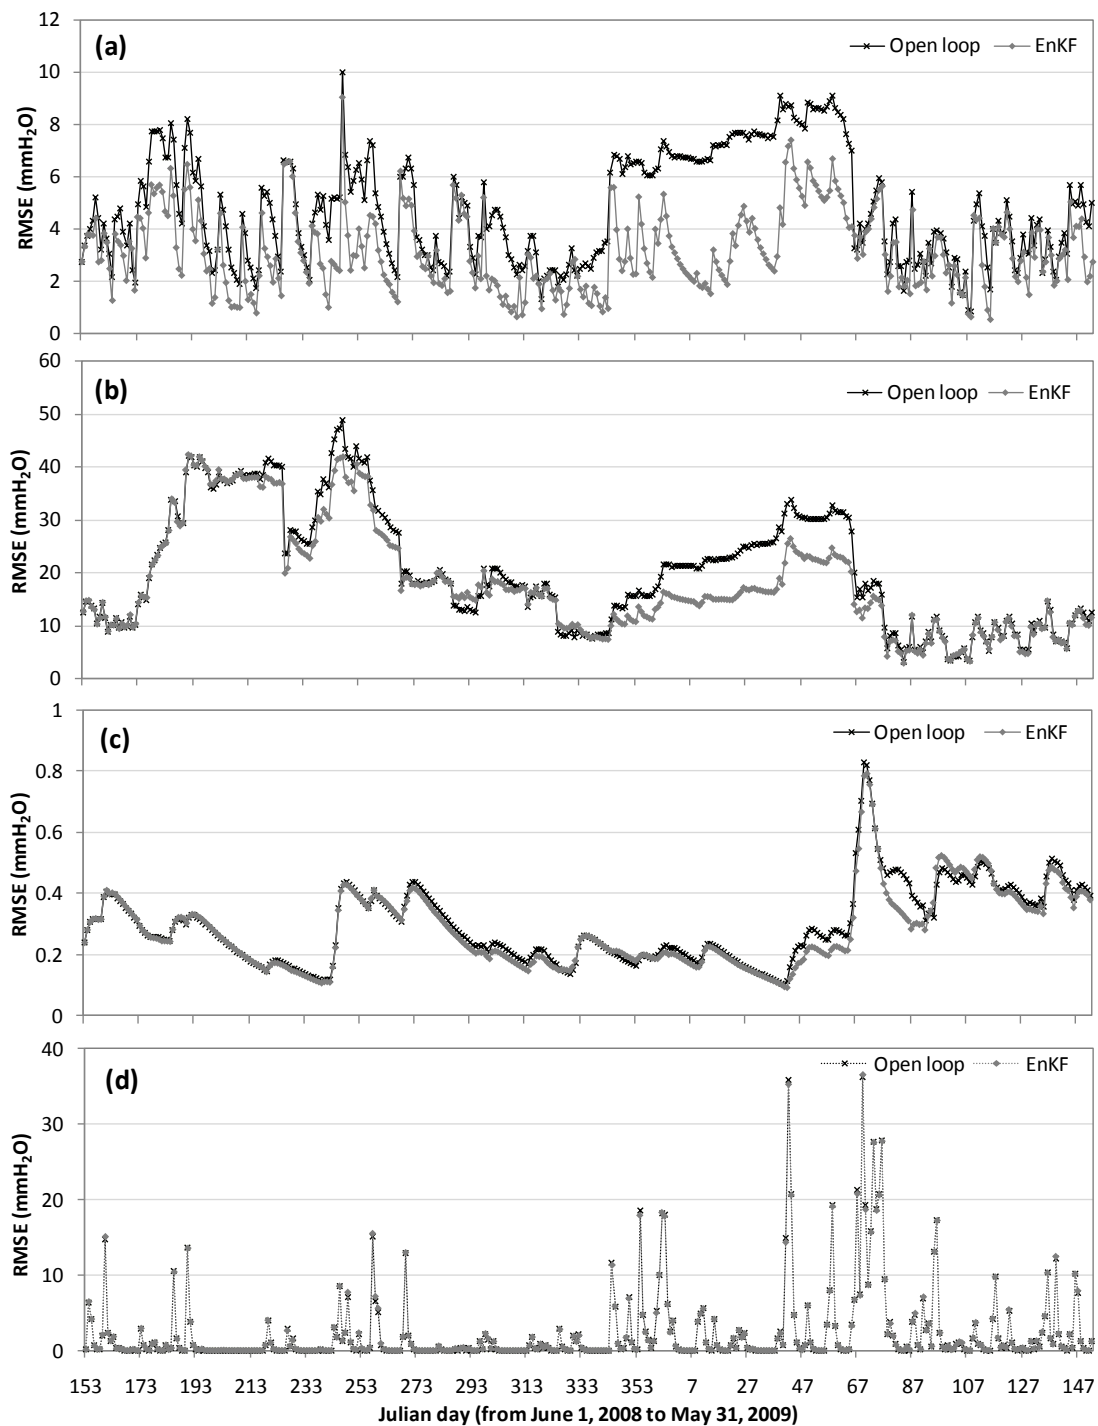 (a)
Open loop EnKF
RMSE (mmH₂O)
12
10
8
6
4
2
0
(b)
Open loop EnKF
RMSE (mmH₂O)
60
50
40
30
20
10
0
(c)
Open loop EnKF
RMSE (mmH₂O)
1
0.8
0.6
0.4
0.2
0
(d)
Open loop EnKF
RMSE (mmH₂O)
40
30
20
10
0
153 173 193 213 233 253 273 293 313 333 353 7 27 47 67 87 107 127 147
Julian day (from June 1, 2008 to May 31, 2009)